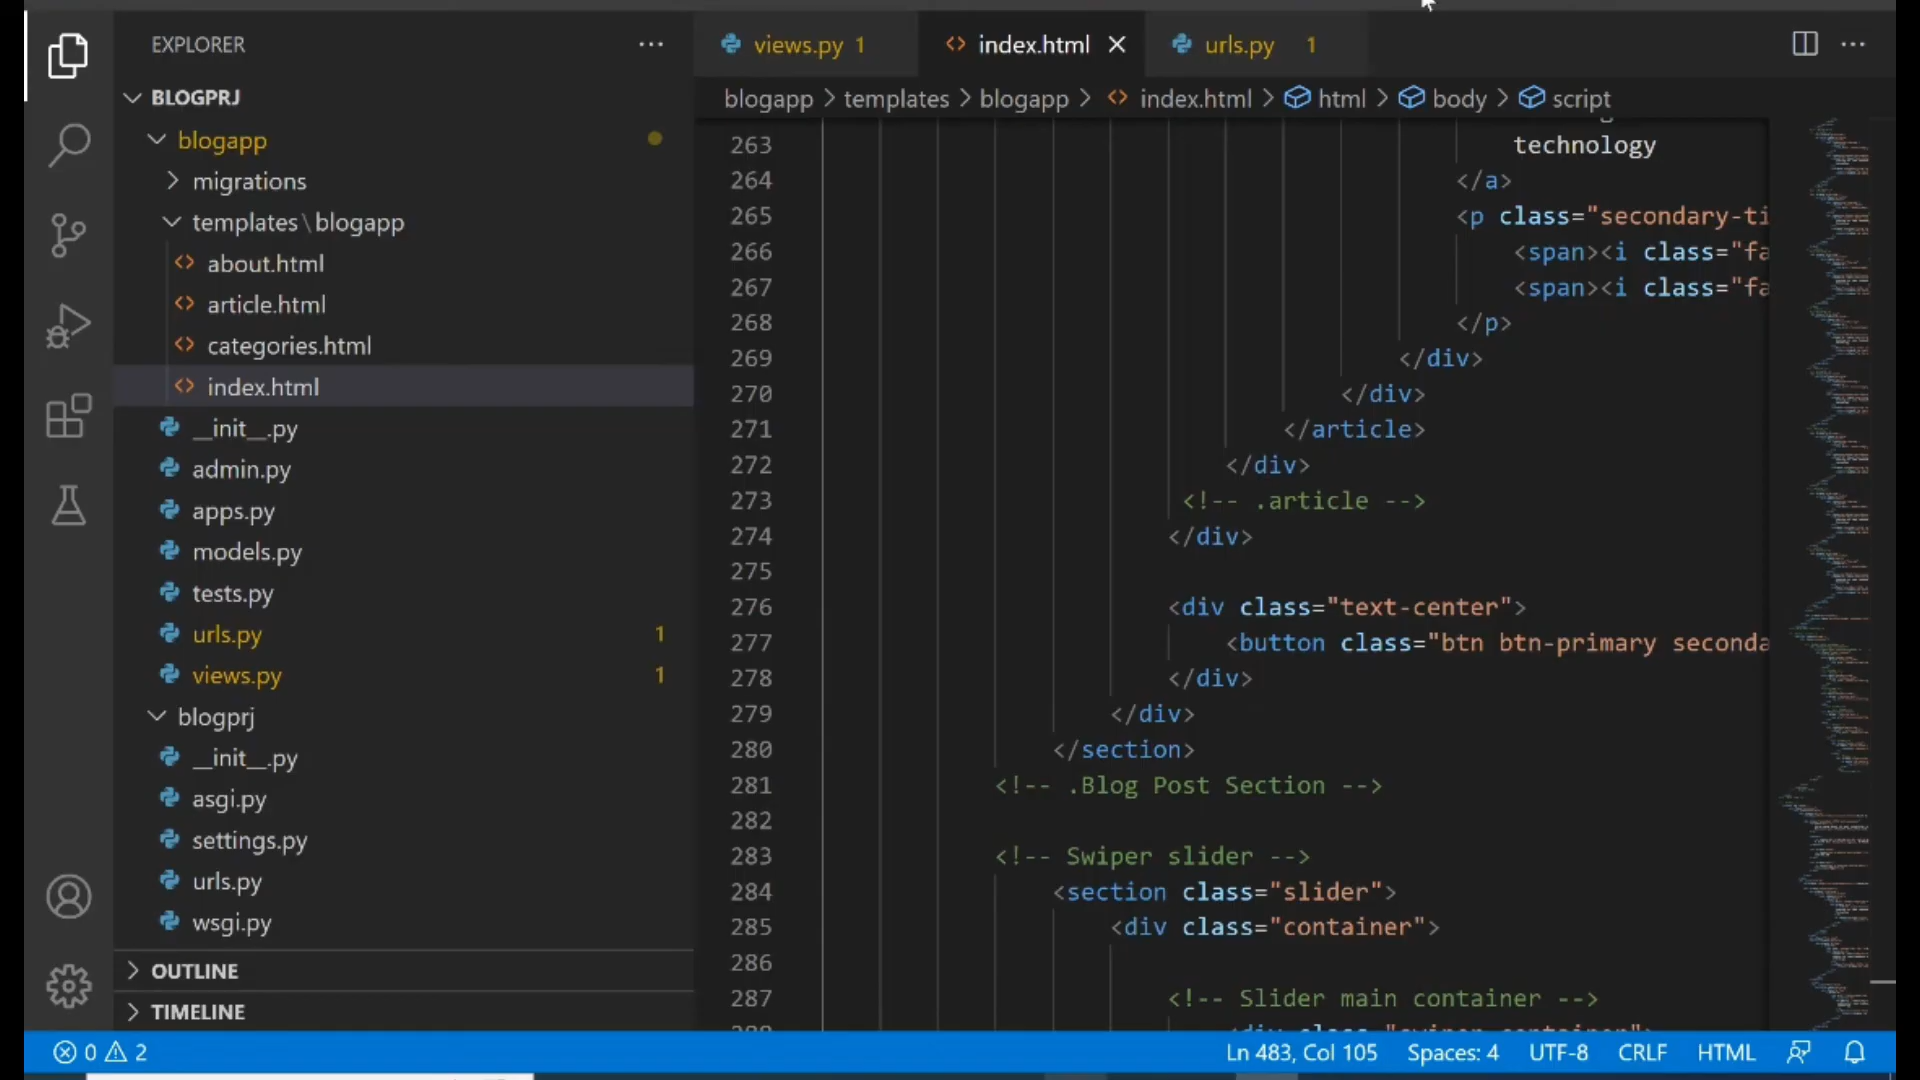 EXPLORER
BLOGPRJ
blogapp
migrations
templates\blogapp
about.html
article.html
categories.html
index.html
__init__.py
admin.py
apps.py
models.py
tests.py
urls.py 1
views.py 1
blogprj
__init__.py
asgi.py
settings.py
urls.py
wsgi.py
OUTLINE
TIMELINE
views.py 1 index.html urls.py 1
blogapp > templates > blogapp > index.html > html > body > script
263 technology
264 </a>
265 <p class="secondary-ti
266 <span><i class="fa
267 <span><i class="fa
268 </p>
269 </div>
270 </div>
271 </article>
272 </div>
273 <!-- .article -->
274 </div>
275
276 <div class="text-center">
277 <button class="btn btn-primary seconda
278 </div>
279 </div>
280 </section>
281 <!-- .Blog Post Section -->
282
283 <!-- Swiper slider -->
284 <section class="slider">
285 <div class="container">
286
287 <!-- Slider main container -->
0 2 Ln 483, Col 105 Spaces: 4 UTF-8 CRLF HTML